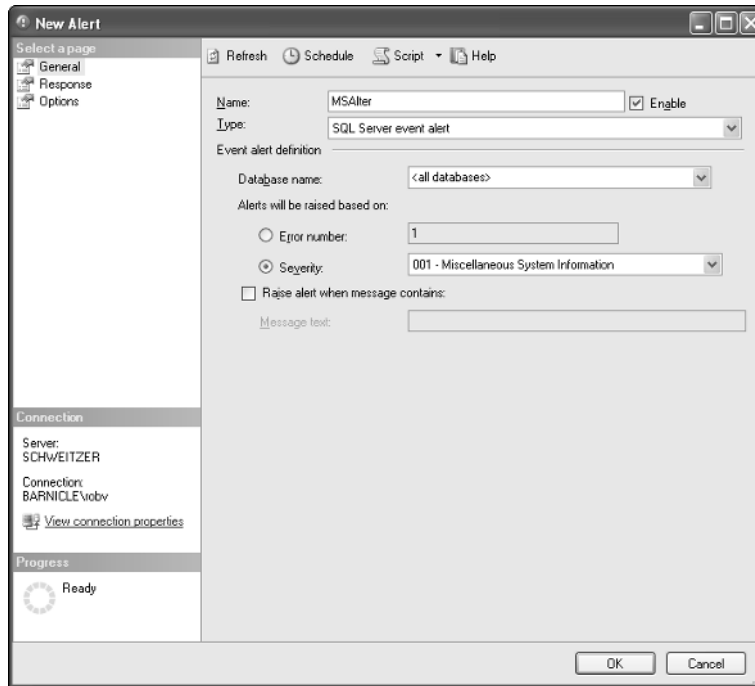 New Alert
Select a page
General
Response
Options
Refresh Schedule Script Help
Name: MSAlter Enable
Type: SQL Server event alert
Event alert definition
Database name: <all databases>
Alerts will be raised based on:
Error number: 1
Severity: 001 - Miscellaneous System Information
Raise alert when message contains:
Message text:
Connection
Server:
SCHWEITZER
Connection:
BARNICLE\robv
View connection properties
Progress
Ready
OK Cancel